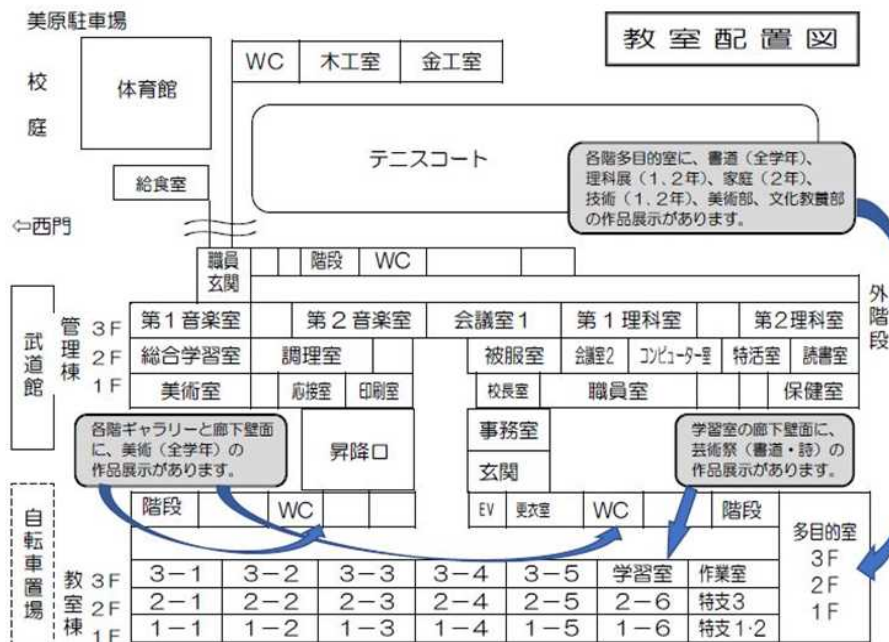 美原駐車場
教室配置図
校庭
体育館
WC 木工室 金工室
テニスコート
給食室
各階多目的室に、書道（全学年）、
理科展（1、2年）、家庭（2年）、
技術（1、2年）、美術部、文化教養部
の作品展示があります。
⇦西門
職員
玄関
階段 WC
外階段
武道館
管理棟
3F 第1音楽室 第2音楽室 会議室1 第1理科室 第2理科室
2F 総合学習室 調理室 被服室 会議室2 コンピューター室 特活室 読書室
1F 美術室 応接室 印刷室 校長室 職員室 保健室
各階ギャラリーと廊下壁面
に、美術（全学年）の
作品展示があります。
昇降口
事務室
玄関
学習室の廊下壁面に、
芸術祭（書道・詩）の
作品展示があります。
自転車置場
階段 WC EV 更衣室 WC 階段
多目的室
3F
2F
1F
教室棟
3F 3－1 3－2 3－3 3－4 3－5 学習室 作業室
2F 2－1 2－2 2－3 2－4 2－5 2－6 特支3
1F 1－1 1－2 1－3 1－4 1－5 1－6 特支1・2